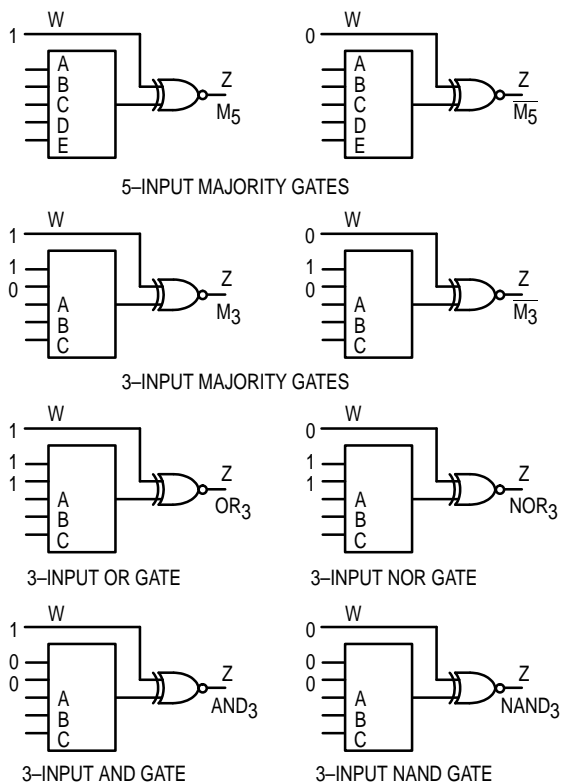 W W
1 0
A A
B Z B Z
C C
D M5 D M5
E E
5–INPUT MAJORITY GATES
W W
1 0
1 Z 1 Z
0 0
A M3 A M3
B B
C C
3–INPUT MAJORITY GATES
W W
1 0
1 Z 1 Z
1 1
A OR3 A NOR3
B B
C C
3–INPUT OR GATE 3–INPUT NOR GATE
W W
1 0
0 Z 0 Z
0 0
A AND3 A NAND3
B B
C C
3–INPUT AND GATE 3–INPUT NAND GATE